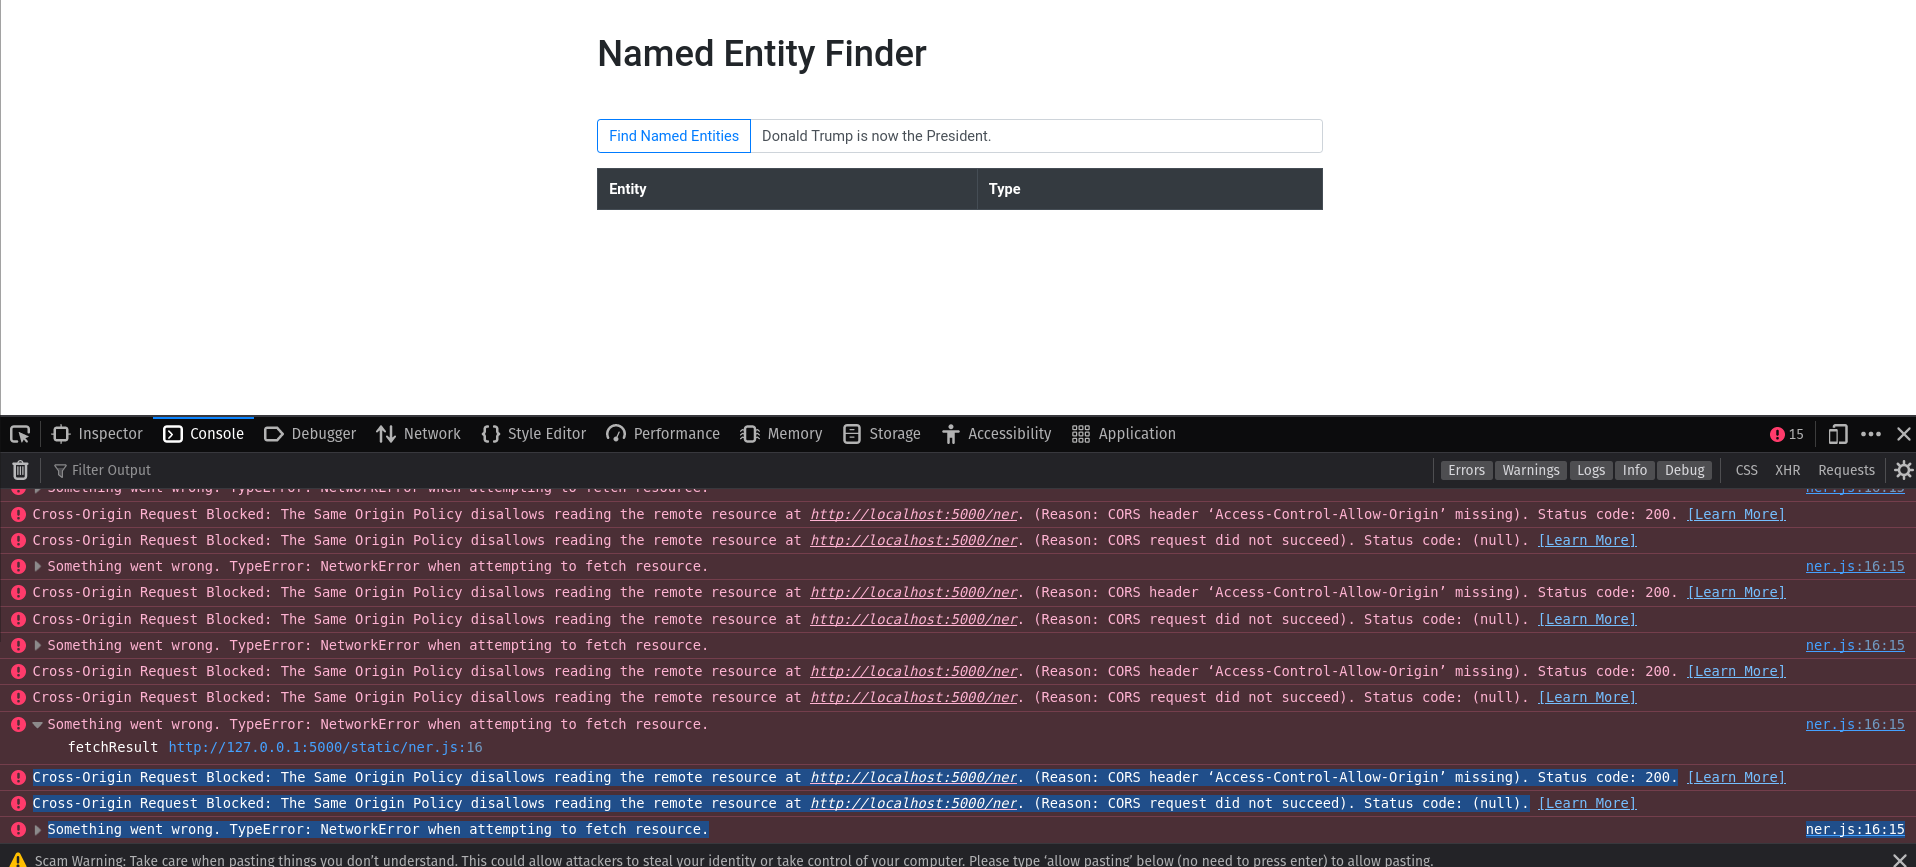 Named Entity Finder
Find Named Entities Donald Trump is now the President.
Entity Type
Inspector Console Debugger Network Style Editor Performance Memory Storage Accessibility Application 15
Filter Output Errors Warnings Logs Info Debug CSS XHR Requests
Something went wrong. TypeError: NetworkError when attempting to fetch resource. ner.js:16:15
Cross-Origin Request Blocked: The Same Origin Policy disallows reading the remote resource at http://localhost:5000/ner. (Reason: CORS header ‘Access-Control-Allow-Origin’ missing). Status code: 200. [Learn More]
Cross-Origin Request Blocked: The Same Origin Policy disallows reading the remote resource at http://localhost:5000/ner. (Reason: CORS request did not succeed). Status code: (null). [Learn More]
Something went wrong. TypeError: NetworkError when attempting to fetch resource. ner.js:16:15
Cross-Origin Request Blocked: The Same Origin Policy disallows reading the remote resource at http://localhost:5000/ner. (Reason: CORS header ‘Access-Control-Allow-Origin’ missing). Status code: 200. [Learn More]
Cross-Origin Request Blocked: The Same Origin Policy disallows reading the remote resource at http://localhost:5000/ner. (Reason: CORS request did not succeed). Status code: (null). [Learn More]
Something went wrong. TypeError: NetworkError when attempting to fetch resource. ner.js:16:15
Cross-Origin Request Blocked: The Same Origin Policy disallows reading the remote resource at http://localhost:5000/ner. (Reason: CORS header ‘Access-Control-Allow-Origin’ missing). Status code: 200. [Learn More]
Cross-Origin Request Blocked: The Same Origin Policy disallows reading the remote resource at http://localhost:5000/ner. (Reason: CORS request did not succeed). Status code: (null). [Learn More]
Something went wrong. TypeError: NetworkError when attempting to fetch resource. ner.js:16:15
fetchResult http://127.0.0.1:5000/static/ner.js:16
Cross-Origin Request Blocked: The Same Origin Policy disallows reading the remote resource at http://localhost:5000/ner. (Reason: CORS header ‘Access-Control-Allow-Origin’ missing). Status code: 200. [Learn More]
Cross-Origin Request Blocked: The Same Origin Policy disallows reading the remote resource at http://localhost:5000/ner. (Reason: CORS request did not succeed). Status code: (null). [Learn More]
Something went wrong. TypeError: NetworkError when attempting to fetch resource. ner.js:16:15
Scam Warning: Take care when pasting things you don’t understand. This could allow attackers to steal your identity or take control of your computer. Please type ‘allow pasting’ below (no need to press enter) to allow pasting.